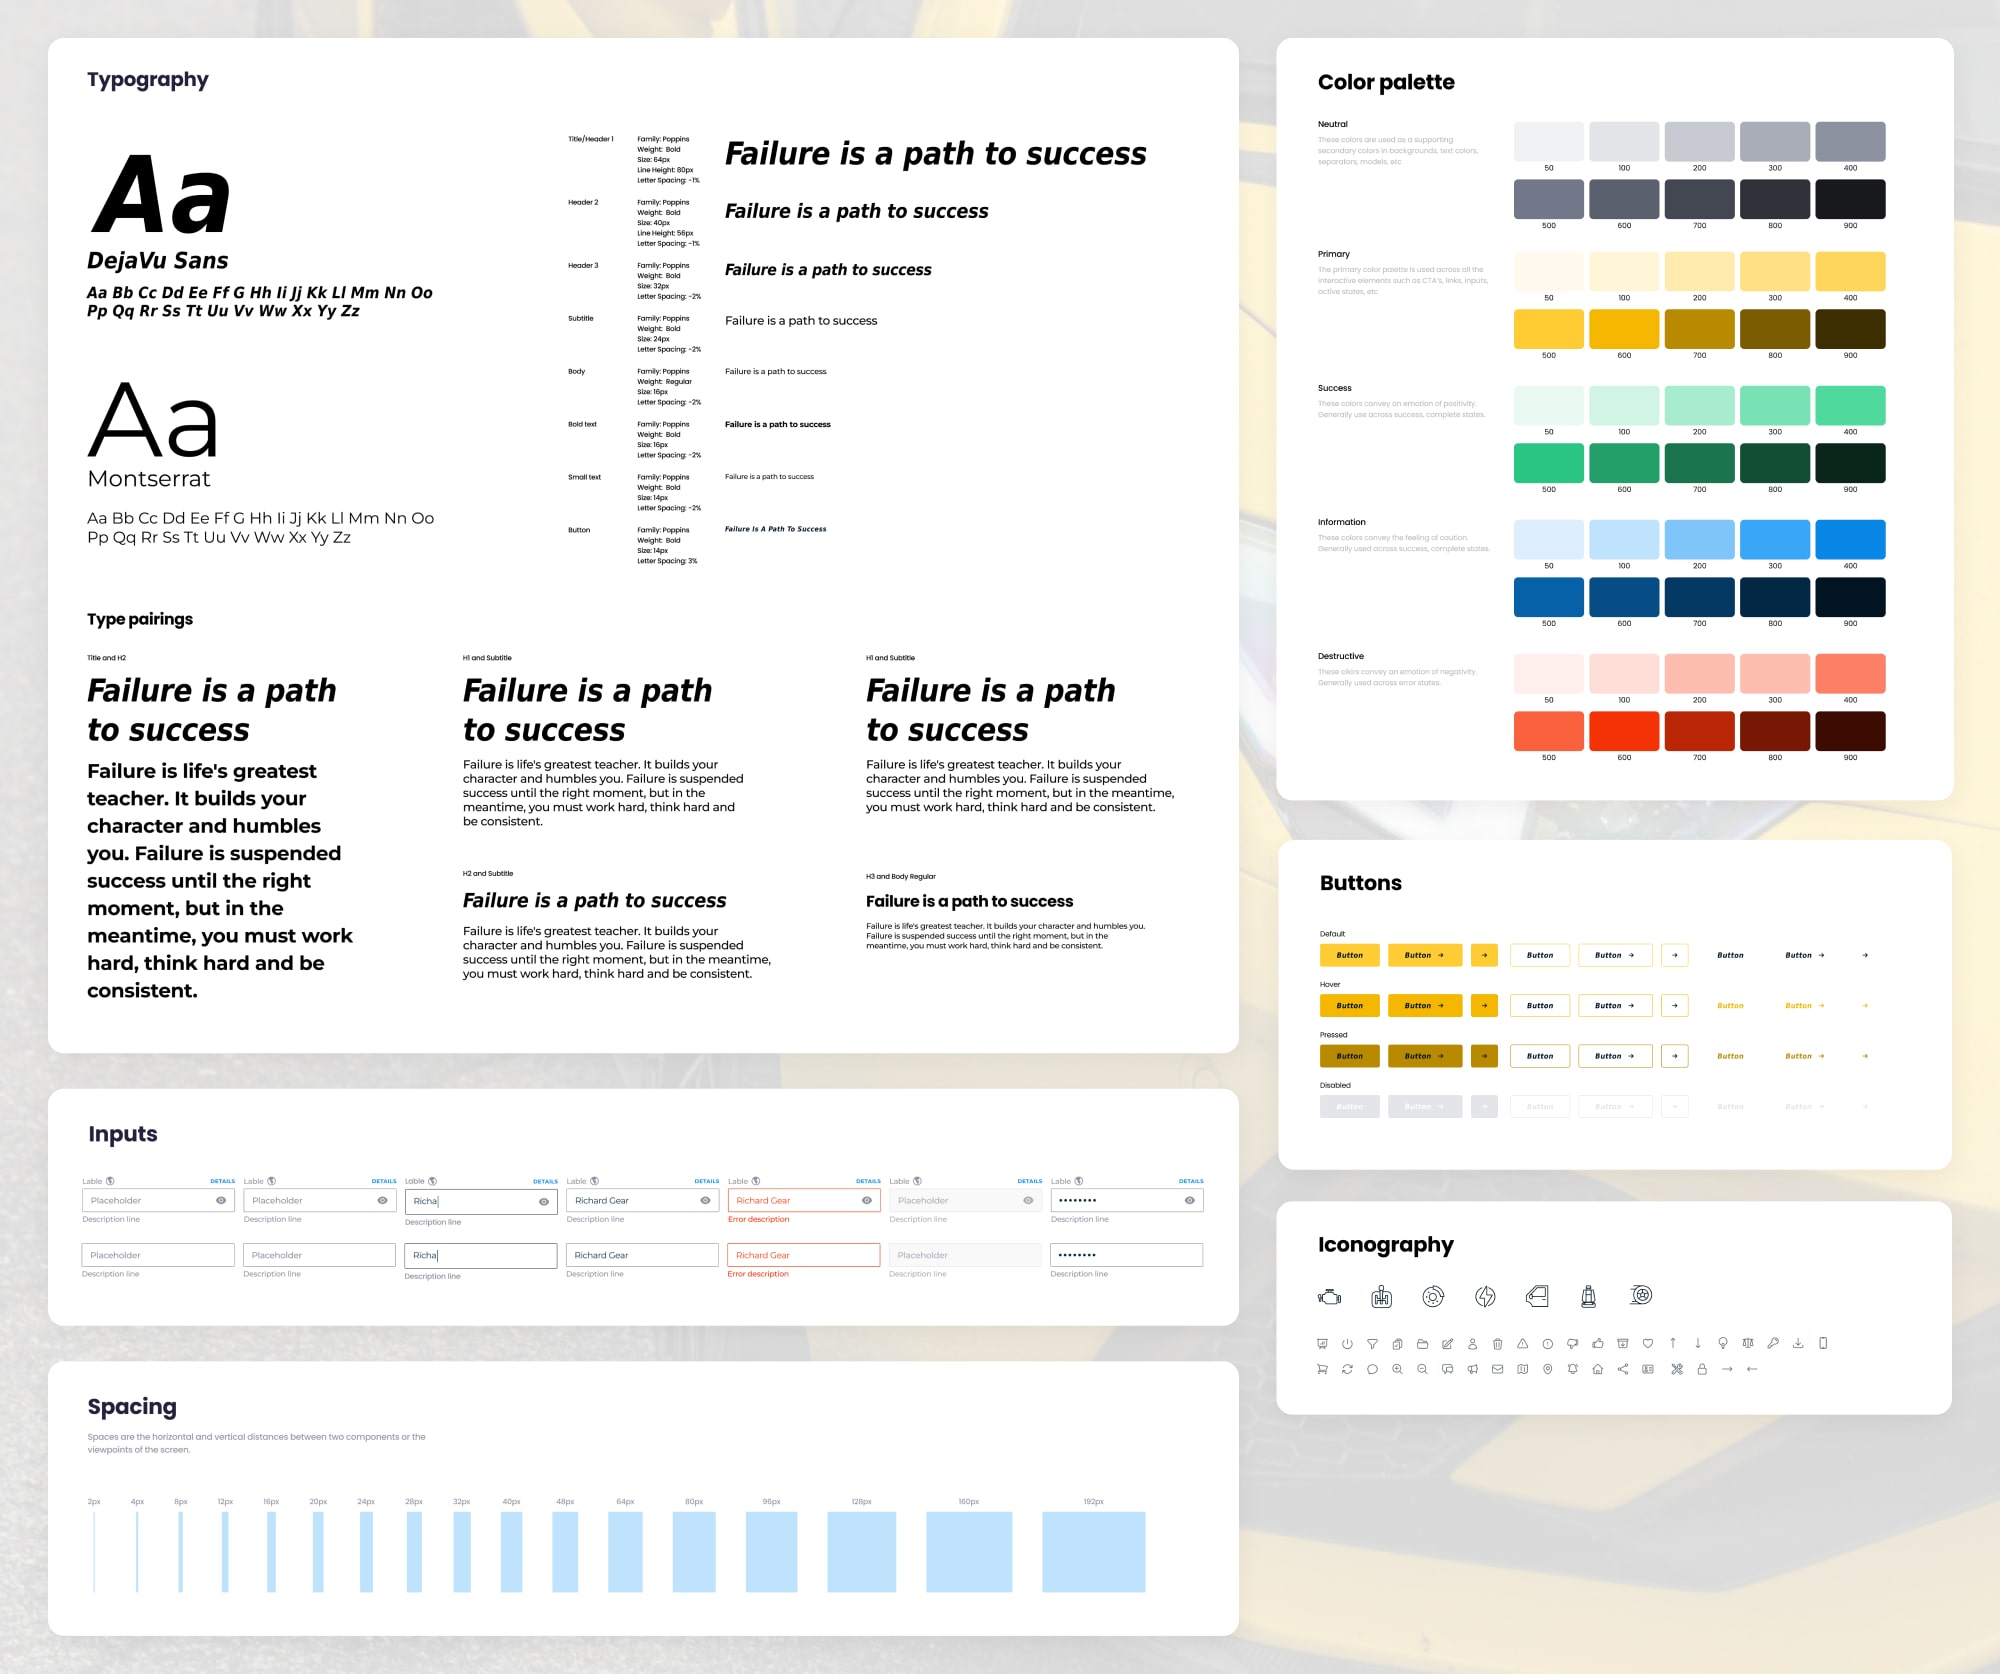 Typography
Aa
DejaVu Sans
Aa Bb Cc Dd Ee Ff G Hh Ii Jj Kk Ll Mm Nn Oo
Pp Qq Rr Ss Tt Uu Vv Ww Xx Yy Zz
Aa
Montserrat
Aa Bb Cc Dd Ee Ff G Hh Ii Jj Kk Ll Mm Nn Oo
Pp Qq Rr Ss Tt Uu Vv Ww Xx Yy Zz
Title/Header 1
Family: Poppins
Weight: Bold
Size: 64px
Line Height: 80px
Letter Spacing: -1%
Failure is a path to success
Header 2
Family: Poppins
Weight: Bold
Size: 40px
Line Height: 56px
Letter Spacing: -1%
Failure is a path to success
Header 3
Family: Poppins
Weight: Bold
Size: 32px
Letter Spacing: -2%
Failure is a path to success
Subtitle
Family: Poppins
Weight: Bold
Size: 24px
Letter Spacing: -2%
Failure is a path to success
Body
Family: Poppins
Weight: Regular
Size: 16px
Letter Spacing: -2%
Failure is a path to success
Bold text
Family: Poppins
Weight: Bold
Size: 16px
Letter Spacing: -2%
Failure is a path to success
Small text
Family: Poppins
Weight: Bold
Size: 14px
Letter Spacing: -2%
Failure is a path to success
Button
Family: Poppins
Weight: Bold
Size: 14px
Letter Spacing: 3%
Failure Is A Path To Success
Type pairings
Title and H2
Failure is a path
to success
Failure is life's greatest
teacher. It builds your
character and humbles
you. Failure is suspended
success until the right
moment, but in the
meantime, you must work
hard, think hard and be
consistent.
H1 and Subtitle
Failure is a path
to success
Failure is life's greatest teacher. It builds your
character and humbles you. Failure is suspended
success until the right moment, but in the
meantime, you must work hard, think hard and
be consistent.
H1 and Subtitle
Failure is a path
to success
Failure is life's greatest teacher. It builds your
character and humbles you. Failure is suspended
success until the right moment, but in the meantime,
you must work hard, think hard and be consistent.
H2 and Subtitle
Failure is a path to success
Failure is life's greatest teacher. It builds your
character and humbles you. Failure is suspended
success until the right moment, but in the meantime,
you must work hard, think hard and be consistent.
H3 and Body Regular
Failure is a path to success
Failure is life's greatest teacher. It builds your character and humbles you.
Failure is suspended success until the right moment, but in the
meantime, you must work hard, think hard and be consistent.
Inputs
Lable DETAILS Lable DETAILS Lable DETAILS Lable DETAILS Lable DETAILS Lable DETAILS Lable DETAILS
Placeholder Placeholder Richa Richard Gear Richard Gear Placeholder ••••••••
Description line Description line Description line Description line Error description Description line Description line
Placeholder Placeholder Richa Richard Gear Richard Gear Placeholder ••••••••
Description line Description line Description line Description line Error description Description line Description line
Spacing
Spaces are the horizontal and vertical distances between two components or the
viewpoints of the screen.
2px 4px 8px 12px 16px 20px 24px 28px 32px 40px 48px 64px 80px 96px 128px 160px 192px
Color palette
Neutral
These colors are used as a supporting
secondary colors in backgrounds, text colors,
separators, models, etc
50 100 200 300 400
500 600 700 800 900
Primary
The primary color palette is used across all the
interactive elements such as CTA's, links, inputs,
active states, etc
50 100 200 300 400
500 600 700 800 900
Success
These colors convey an emotion of positivity.
Generally use across success, complete states.
50 100 200 300 400
500 600 700 800 900
Information
These colors convey the feeling of caution.
Generally used across success, complete states.
50 100 200 300 400
500 600 700 800 900
Destructive
These clolrs convey an emotion of negativity.
Generally used across error states.
50 100 200 300 400
500 600 700 800 900
Buttons
Default
Button Button → → Button Button → → Button Button → →
Hover
Button Button → → Button Button → → Button Button → →
Pressed
Button Button → → Button Button → → Button Button → →
Disabled
Button Button → → Button Button → → Button Button → →
Iconography